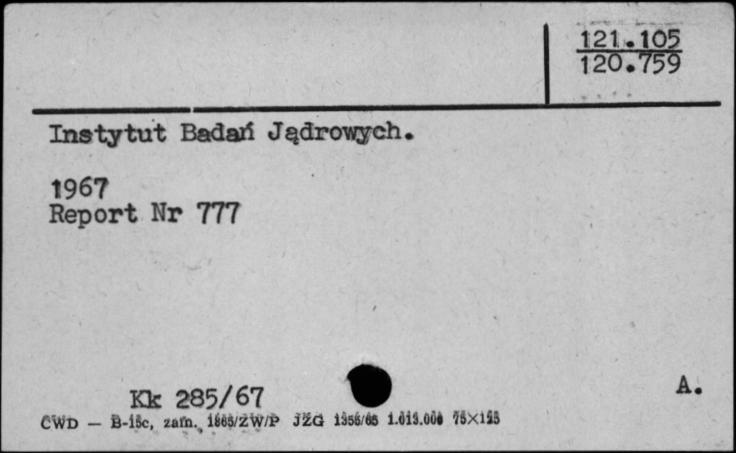 121.105
120.759
Instytut Badań Jądrowych.
1967
Report Nr 777
A.
Kk 285/67
CWD — B-15c, zam. 1865/ZW/P JZG 1356/65 1.013.000 75×125